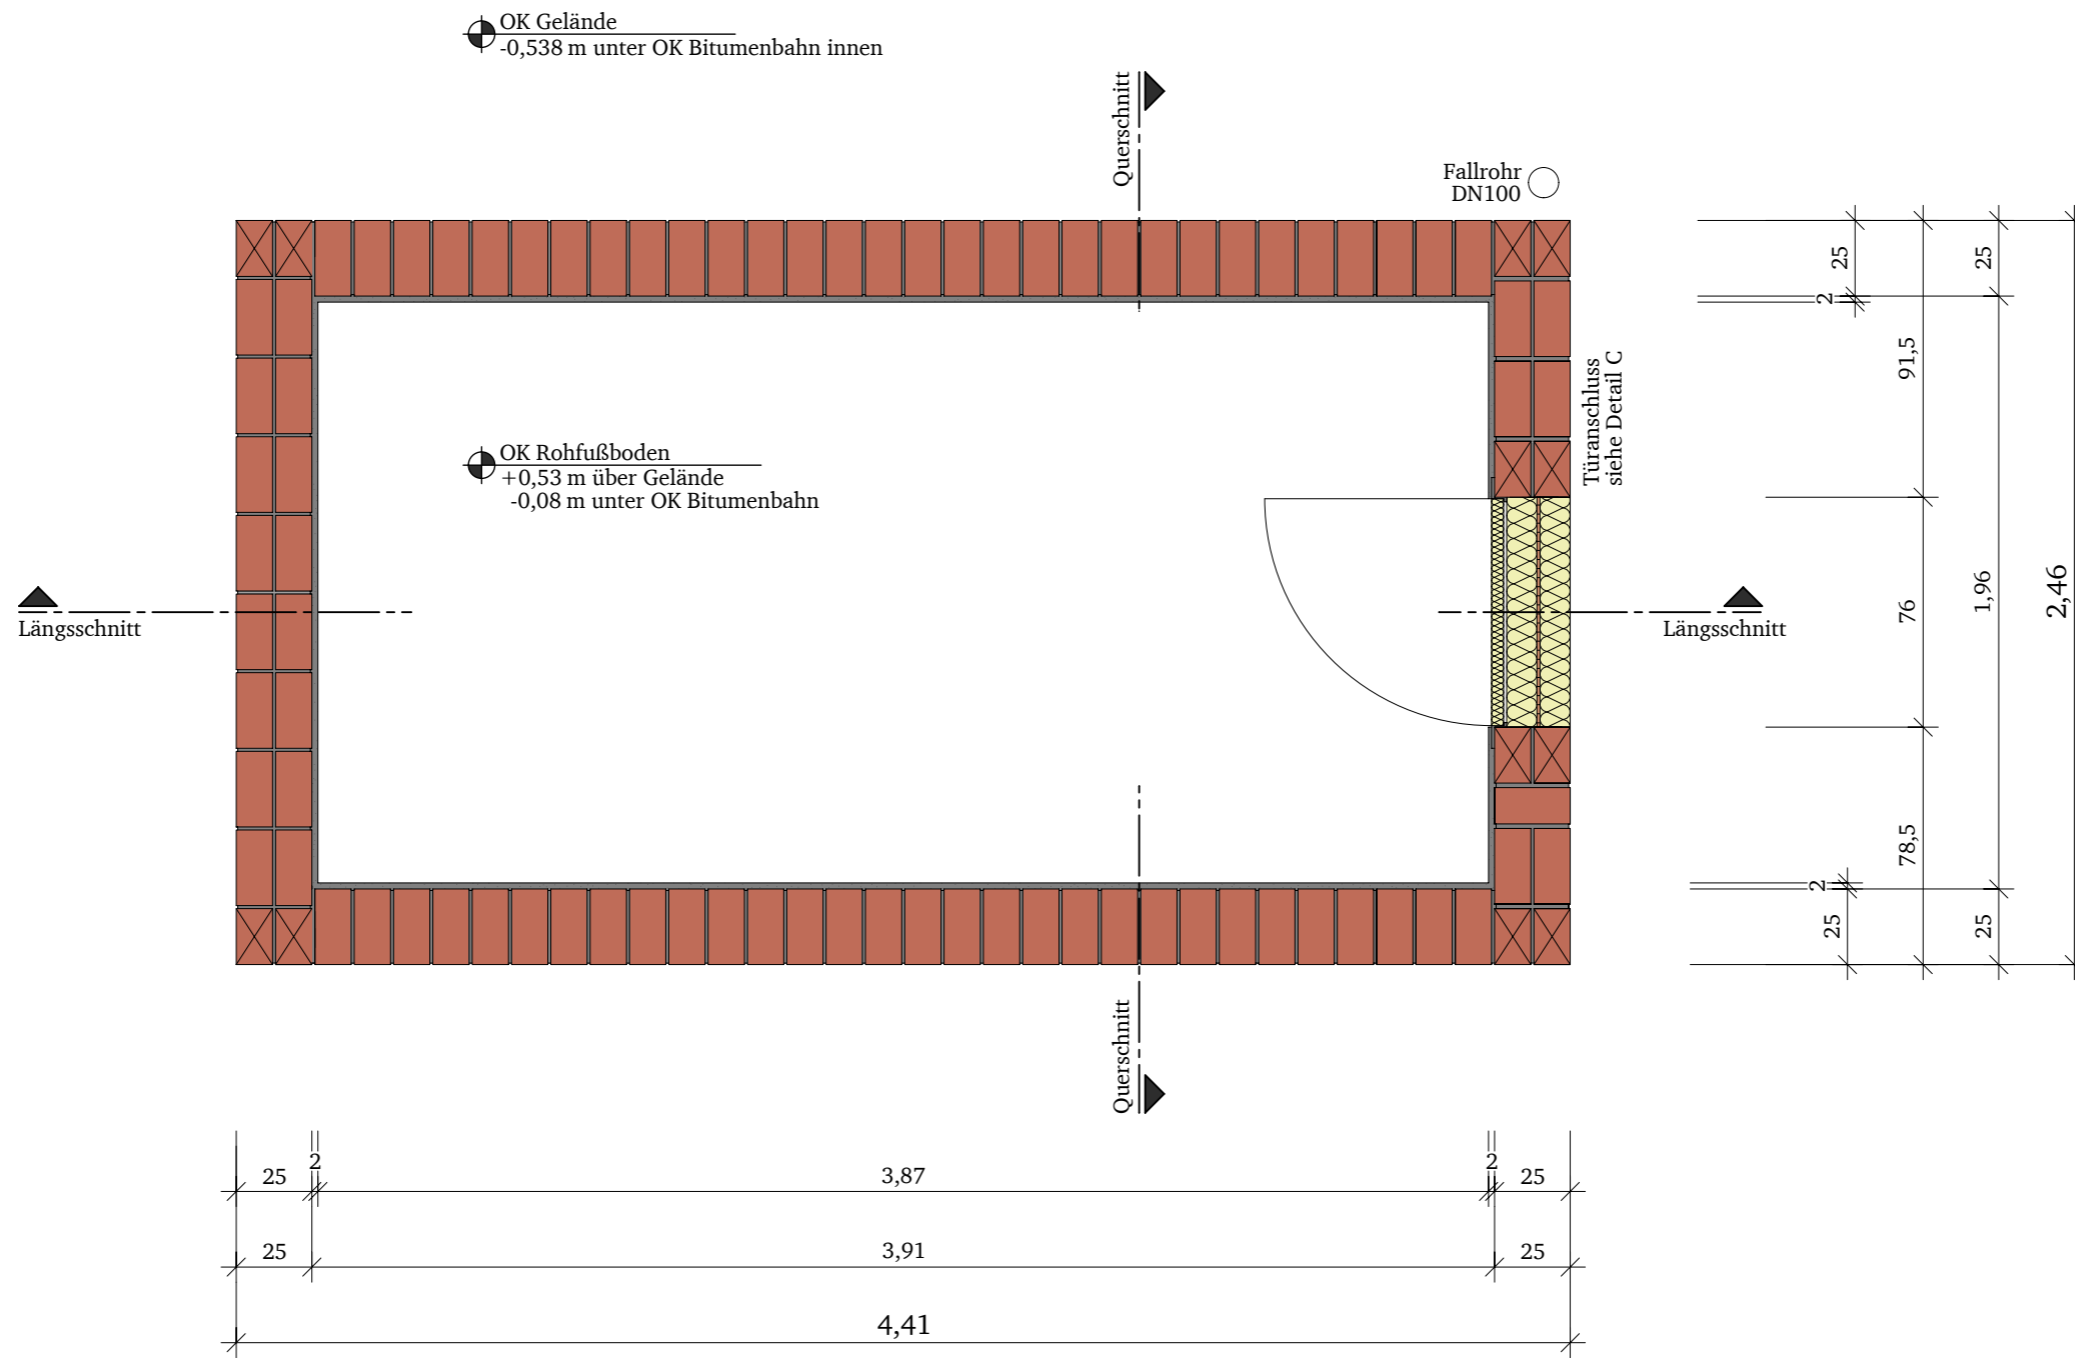 OK Gelände
-0,538 m unter OK Bitumenbahn innen
Querschnitt
Fallrohr
DN100
Türanschluss
siehe Detail C
OK Rohfußboden
+0,53 m über Gelände
-0,08 m unter OK Bitumenbahn
Längsschnitt
Längsschnitt
Querschnitt
25
2
91,5
76
78,5
2
25
25
1,96
25
2,46
25
2
3,87
2
25
25
3,91
25
4,41